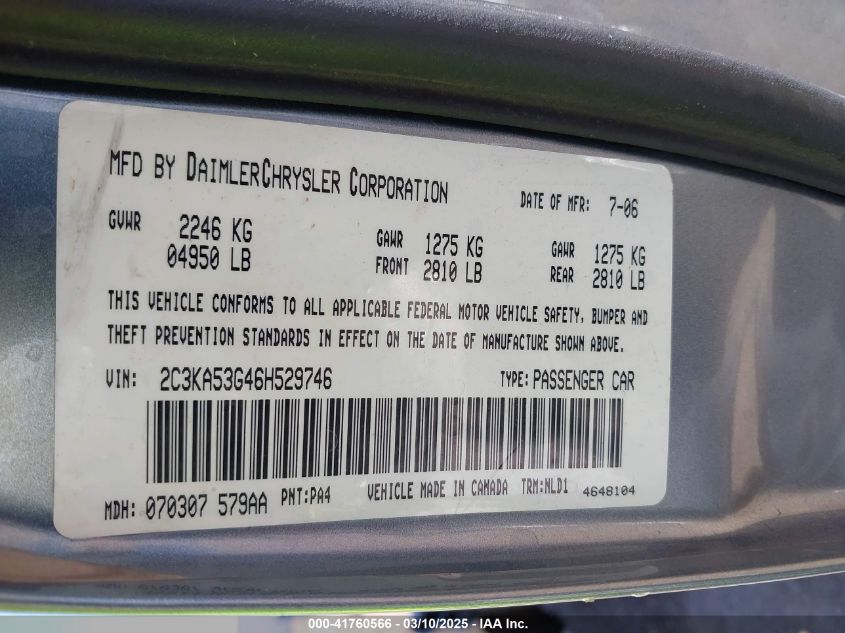 MFD BY DAIMLERCHRYSLER CORPORATION DATE OF MFR: 7-06
GVWR 2246 KG GAWR 1275 KG GAWR 1275 KG
04950 LB FRONT 2810 LB REAR 2810 LB
THIS VEHICLE CONFORMS TO ALL APPLICABLE FEDERAL MOTOR VEHICLE SAFETY, BUMPER AND
THEFT PREVENTION STANDARDS IN EFFECT ON THE DATE OF MANUFACTURE SHOWN ABOVE.
VIN: 2C3KA53G46H529746 TYPE: PASSENGER CAR
MDH: 070307 579AA PNT:PA4 VEHICLE MADE IN CANADA TRM:NLD1 4648104
000-41760566 - 03/10/2025 - IAA Inc.